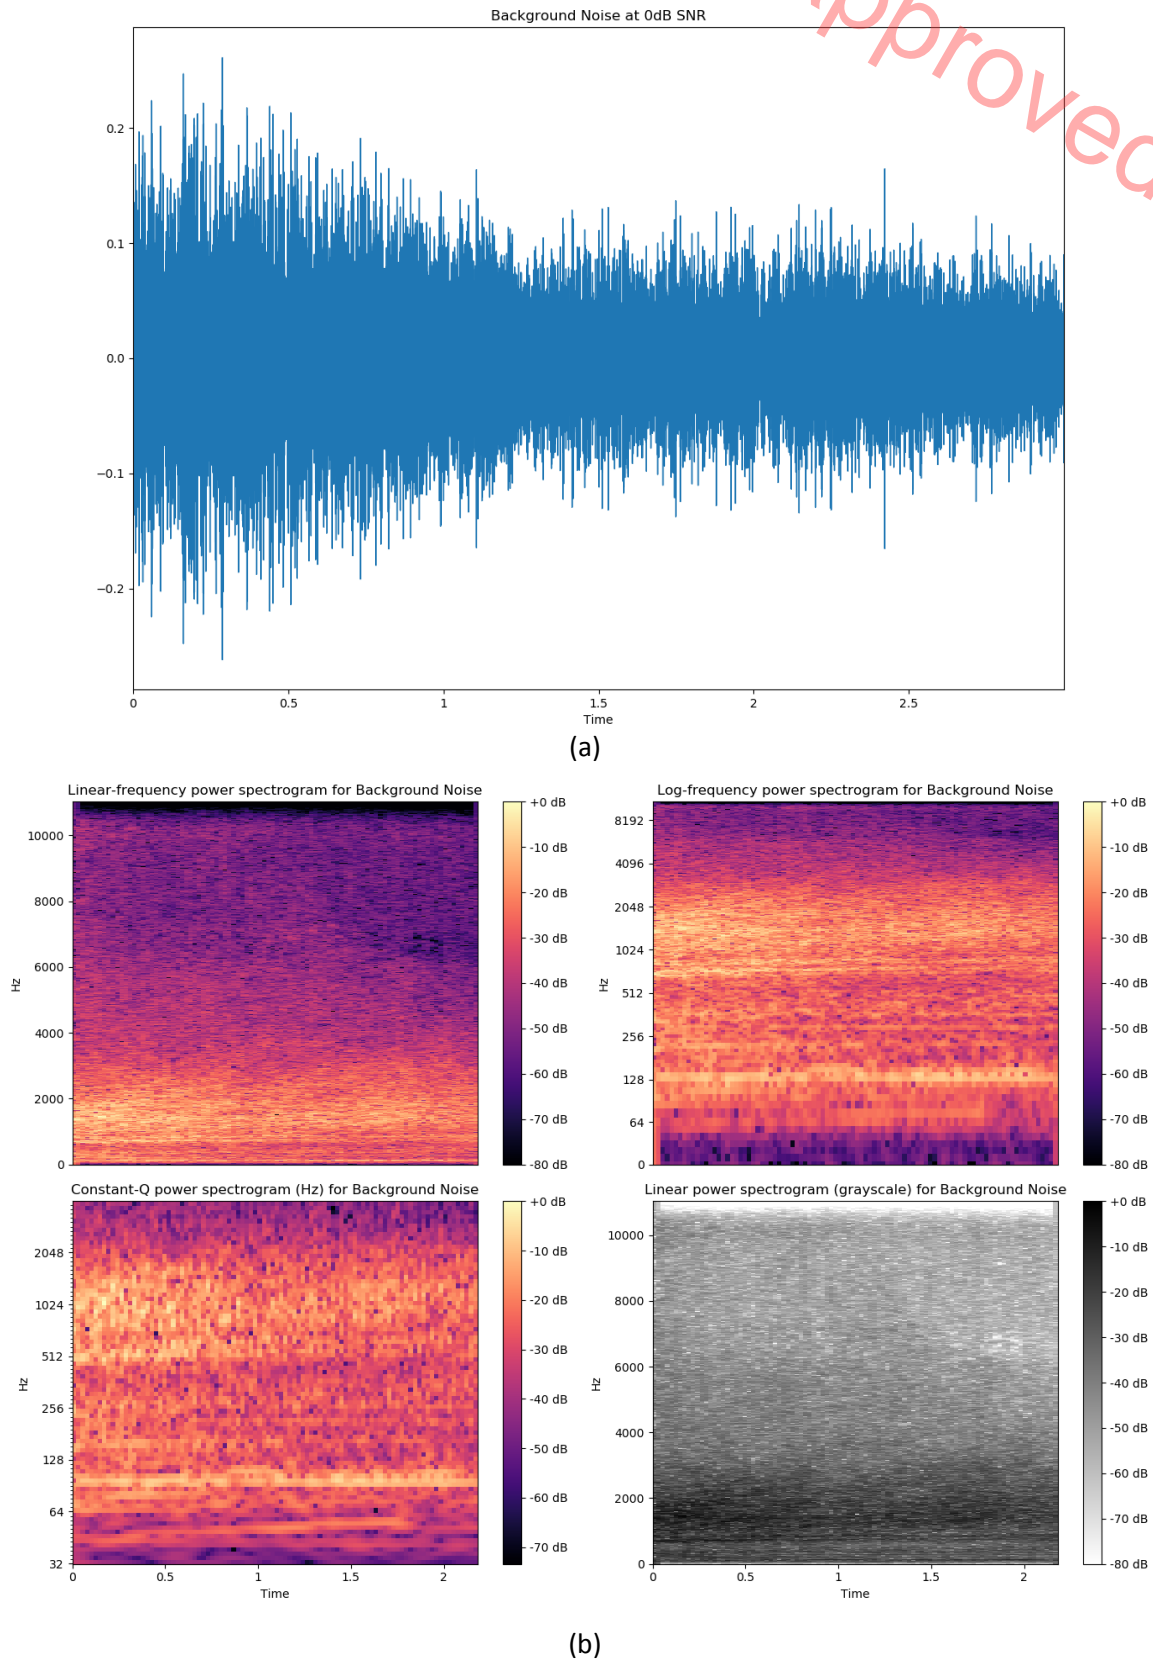 Approved
Background Noise at 0dB SNR
0.2
0.1
0.0
−0.1
−0.2
0 0.5 1 1.5 2 2.5
Time
(a)
Linear-frequency power spectrogram for Background Noise
+0 dB
10000
-10 dB
8000
-20 dB
-30 dB
6000
Hz
-40 dB
4000
-50 dB
-60 dB
2000
-70 dB
0
-80 dB
Log-frequency power spectrogram for Background Noise
+0 dB
8192
-10 dB
4096
-20 dB
2048
-30 dB
1024
Hz
512
-40 dB
256
-50 dB
128
-60 dB
64
-70 dB
0
-80 dB
Constant-Q power spectrogram (Hz) for Background Noise
+0 dB
2048
-10 dB
1024
-20 dB
512
-30 dB
Hz
256
-40 dB
128
-50 dB
64
-60 dB
32
-70 dB
0 0.5 1 1.5 2
Time
Linear power spectrogram (grayscale) for Background Noise
+0 dB
10000
-10 dB
8000
-20 dB
-30 dB
6000
Hz
-40 dB
4000
-50 dB
-60 dB
2000
-70 dB
0
-80 dB
0 0.5 1 1.5 2
Time
(b)